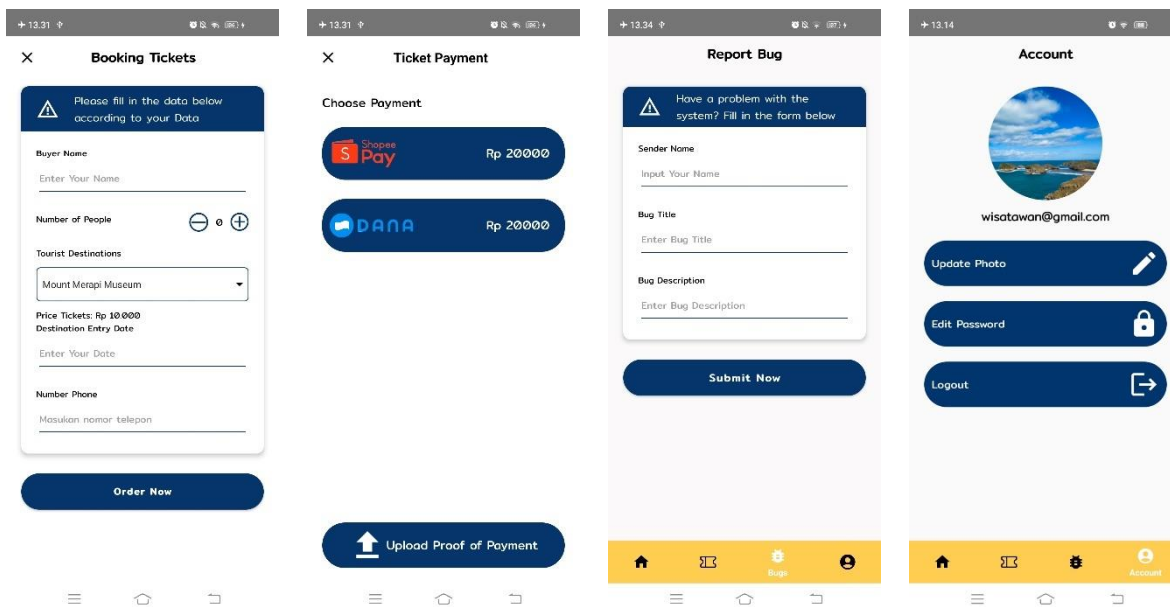 13.31
Booking Tickets
Please fill in the data below
according to your Data
Buyer Name
Enter Your Name
Number of People
0
Tourist Destinations
Mount Merapi Museum
Price Tickets: Rp 10.000
Destination Entry Date
Enter Your Date
Number Phone
Masukan nomor telepon
Order Now
13.31
Ticket Payment
Choose Payment
S Shopee
Pay
Rp 20000
DANA
Rp 20000
Upload Proof of Payment
13.34
Report Bug
Have a problem with the
system? Fill in the form below
Sender Name
Input Your Name
Bug Title
Enter Bug Title
Bug Description
Enter Bug Description
Submit Now
Bugs
13.14
Account
wisatawan@gmail.com
Update Photo
Edit Password
Logout
Account